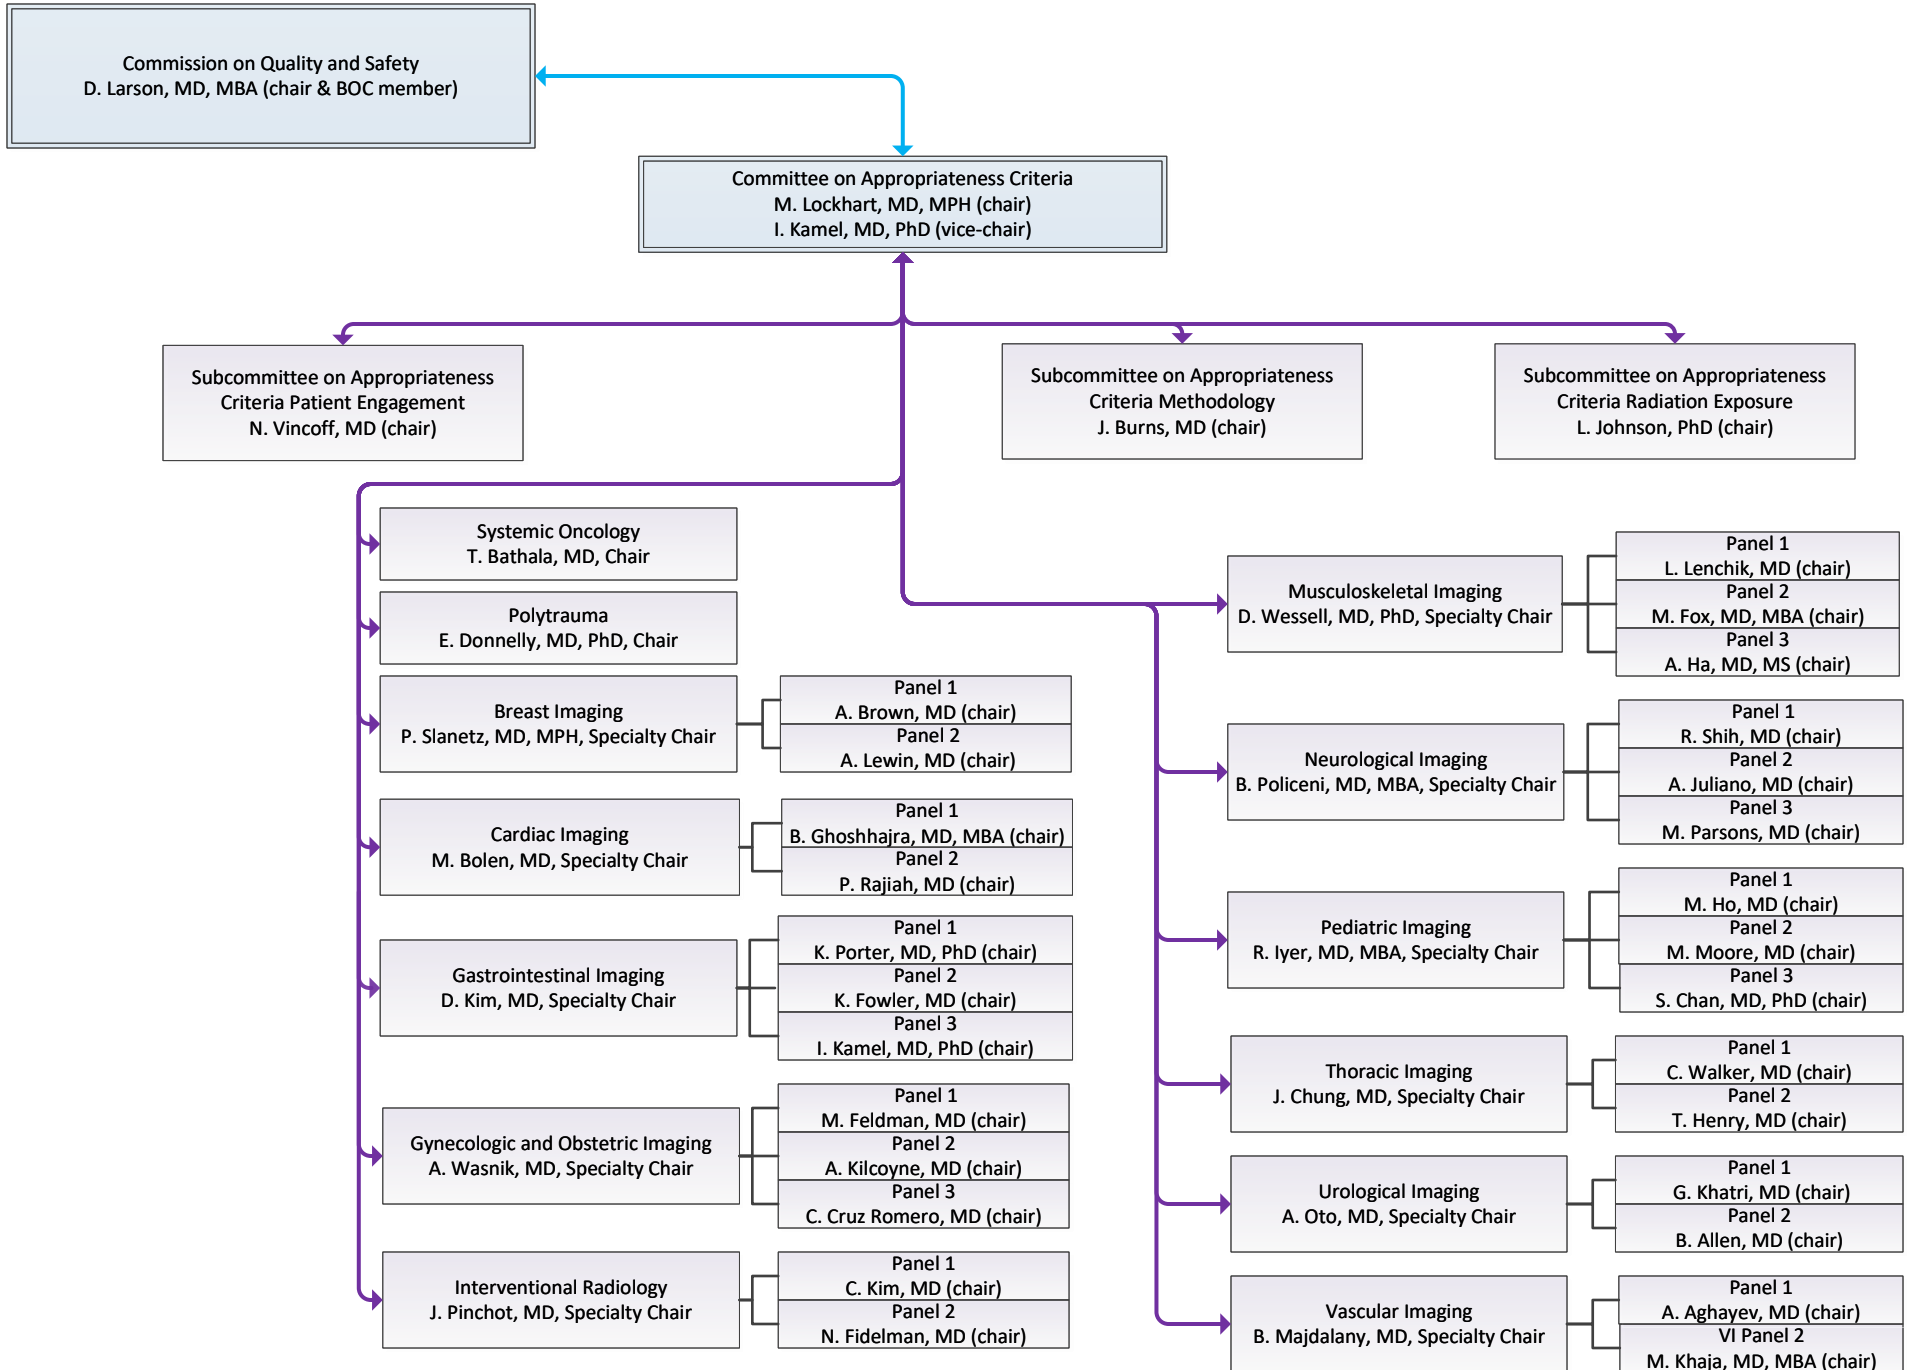 Commission on Quality and Safety
D. Larson, MD, MBA (chair & BOC member)
Committee on Appropriateness Criteria
M. Lockhart, MD, MPH (chair)
I. Kamel, MD, PhD (vice-chair)
Subcommittee on Appropriateness
Criteria Patient Engagement
N. Vincoff, MD (chair)
Subcommittee on Appropriateness
Criteria Methodology
J. Burns, MD (chair)
Subcommittee on Appropriateness
Criteria Radiation Exposure
L. Johnson, PhD (chair)
Systemic Oncology
T. Bathala, MD, Chair
Polytrauma
E. Donnelly, MD, PhD, Chair
Breast Imaging
P. Slanetz, MD, MPH, Specialty Chair
Panel 1
A. Brown, MD (chair)
Panel 2
A. Lewin, MD (chair)
Cardiac Imaging
M. Bolen, MD, Specialty Chair
Panel 1
B. Ghoshhajra, MD, MBA (chair)
Panel 2
P. Rajiah, MD (chair)
Gastrointestinal Imaging
D. Kim, MD, Specialty Chair
Panel 1
K. Porter, MD, PhD (chair)
Panel 2
K. Fowler, MD (chair)
Panel 3
I. Kamel, MD, PhD (chair)
Gynecologic and Obstetric Imaging
A. Wasnik, MD, Specialty Chair
Panel 1
M. Feldman, MD (chair)
Panel 2
A. Kilcoyne, MD (chair)
Panel 3
C. Cruz Romero, MD (chair)
Interventional Radiology
J. Pinchot, MD, Specialty Chair
Panel 1
C. Kim, MD (chair)
Panel 2
N. Fidelman, MD (chair)
Musculoskeletal Imaging
D. Wessell, MD, PhD, Specialty Chair
Panel 1
L. Lenchik, MD (chair)
Panel 2
M. Fox, MD, MBA (chair)
Panel 3
A. Ha, MD, MS (chair)
Neurological Imaging
B. Policeni, MD, MBA, Specialty Chair
Panel 1
R. Shih, MD (chair)
Panel 2
A. Juliano, MD (chair)
Panel 3
M. Parsons, MD (chair)
Pediatric Imaging
R. Iyer, MD, MBA, Specialty Chair
Panel 1
M. Ho, MD (chair)
Panel 2
M. Moore, MD (chair)
Panel 3
S. Chan, MD, PhD (chair)
Thoracic Imaging
J. Chung, MD, Specialty Chair
Panel 1
C. Walker, MD (chair)
Panel 2
T. Henry, MD (chair)
Urological Imaging
A. Oto, MD, Specialty Chair
Panel 1
G. Khatri, MD (chair)
Panel 2
B. Allen, MD (chair)
Vascular Imaging
B. Majdalany, MD, Specialty Chair
Panel 1
A. Aghayev, MD (chair)
VI Panel 2
M. Khaja, MD, MBA (chair)